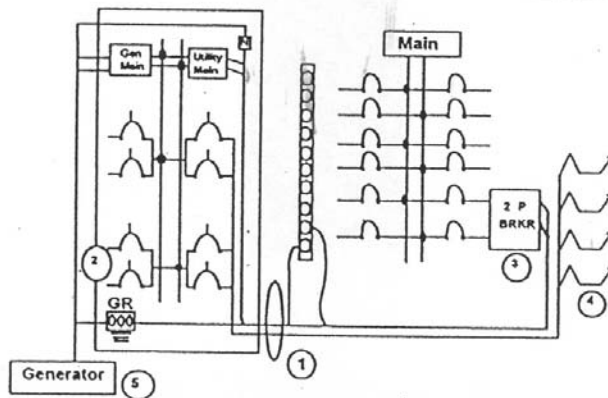 N
Gen
Main
Utility
Main
Main
2 P
BRKR
2
3
4
GR
1
Generator
5